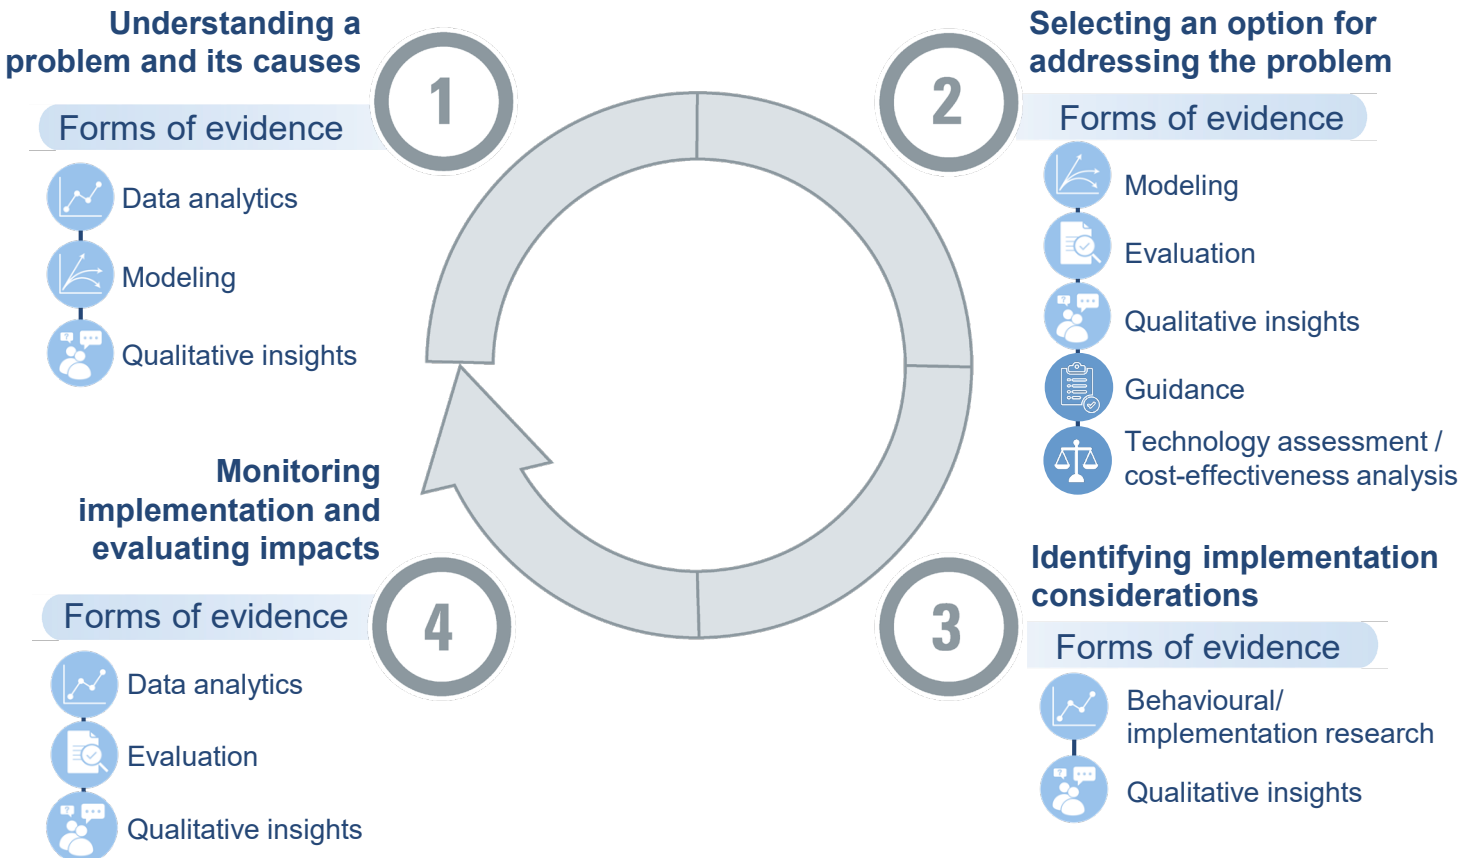 Understanding a
problem and its causes
1
Forms of evidence
Data analytics
Modeling
Qualitative insights
Selecting an option for
addressing the problem
2
Forms of evidence
Modeling
Evaluation
Qualitative insights
Guidance
Technology assessment /
cost-effectiveness analysis
Identifying implementation
considerations
3
Forms of evidence
Behavioural/
implementation research
Qualitative insights
Monitoring
implementation and
evaluating impacts
4
Forms of evidence
Data analytics
Evaluation
Qualitative insights